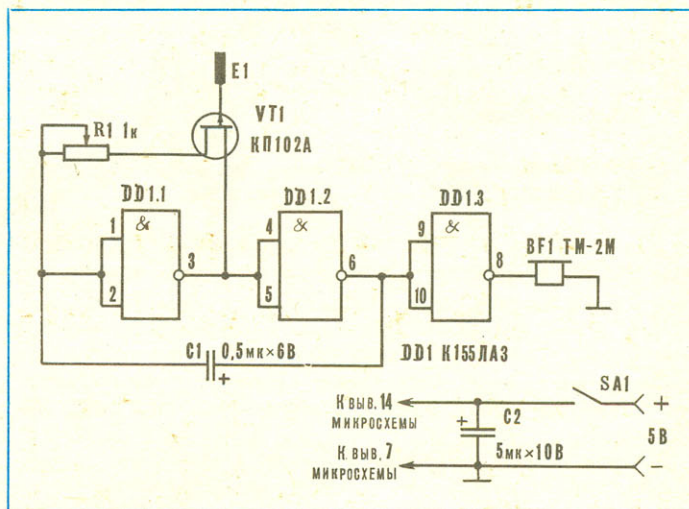 E1
VT1
КП102А
R1 1к
DD1.1
DD1.2
DD1.3
&
&
&
1
2
3
4
5
6
9
10
8
BF1 ТМ-2М
C1
0,5мк×6В
+
DD1 К155ЛА3
SA1
К выв. 14
микросхемы
+
C2
+
5В
К выв. 7
микросхемы
5мк×10В
-